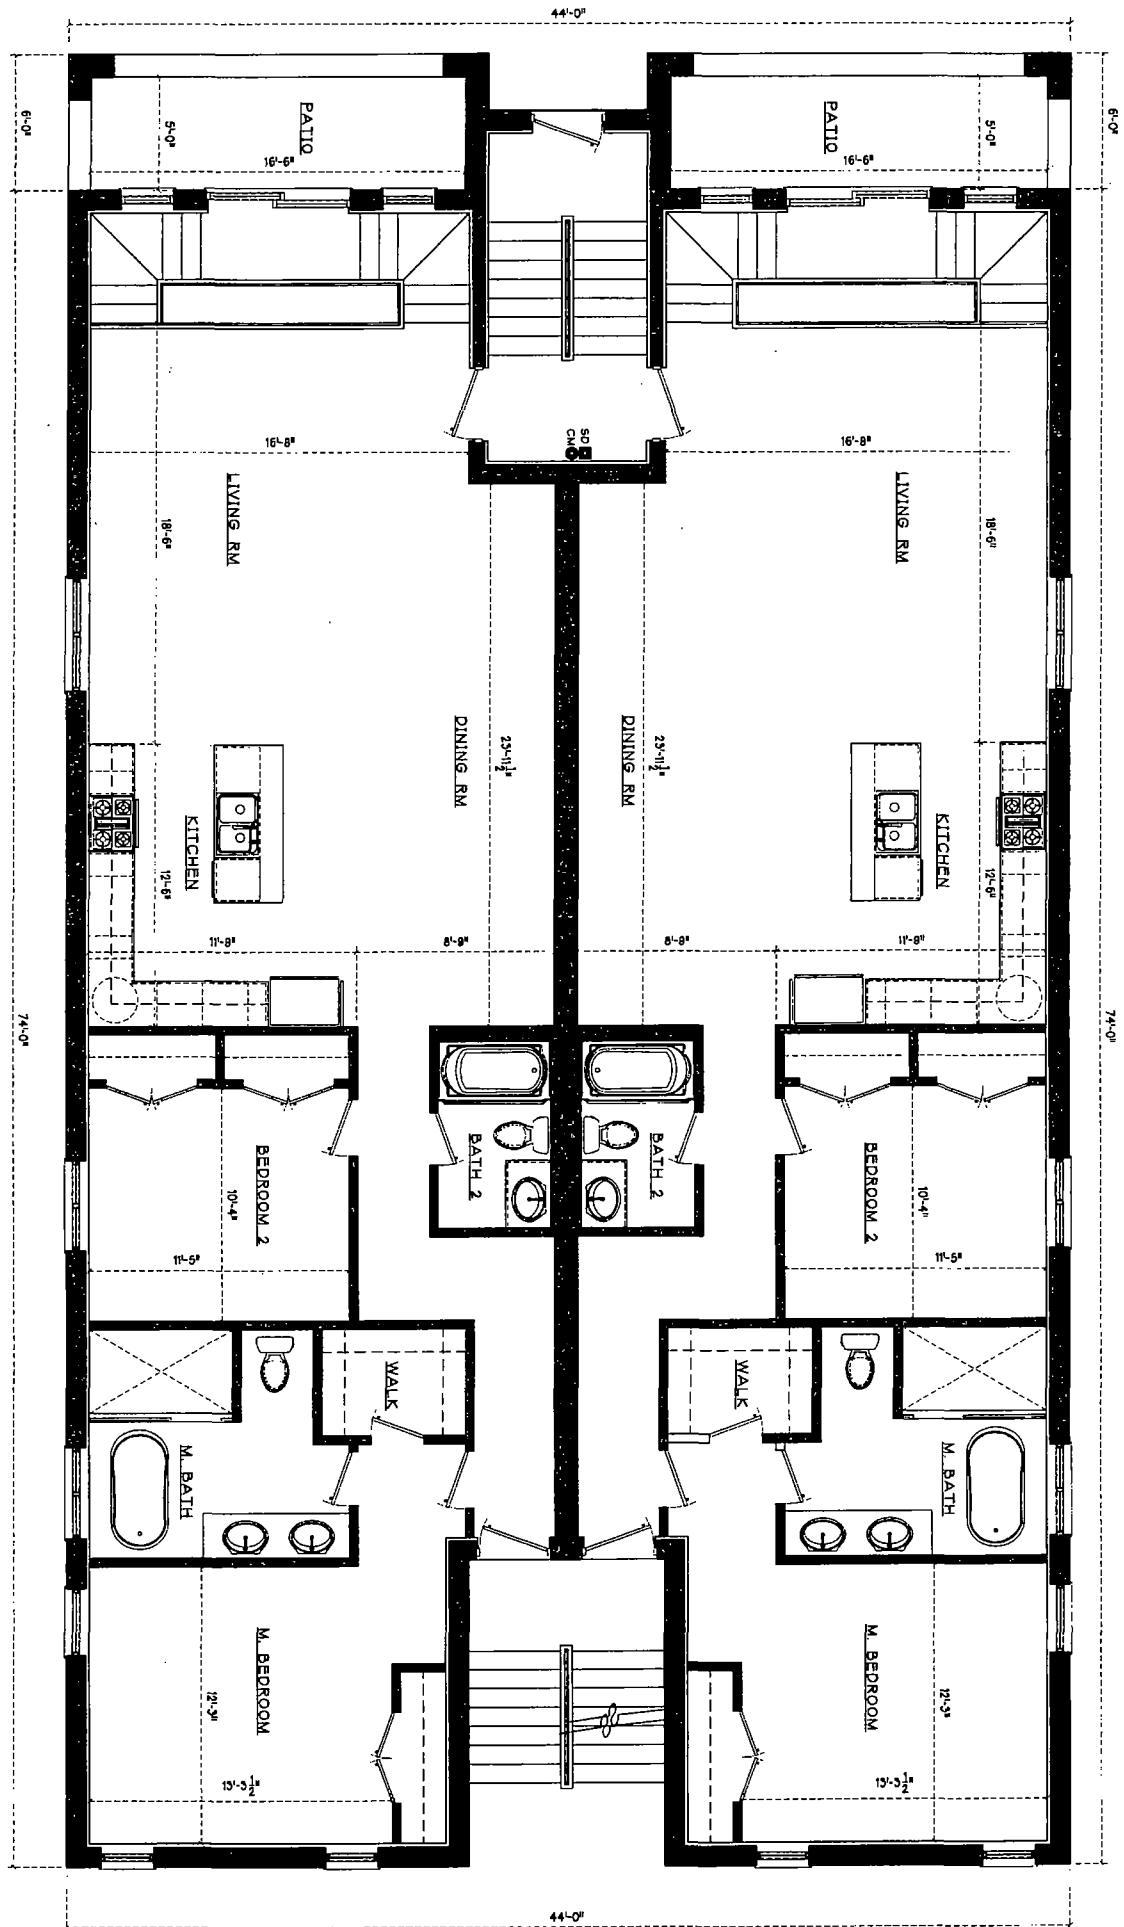 44'-0"
6'-0"
5'-0"
PATIO
16'-6"
PATIO
5'-0"
16'-6"
6'-0"
16'-8"
SD
CM
16'-8"
LIVING RM
18'-6"
LIVING RM
18'-6"
DINING RM
23'-11 1/2"
DINING RM
23'-11 1/2"
KITCHEN
12'-6"
KITCHEN
12'-6"
11'-8"
8'-9"
8'-8"
11'-9"
74'-0"
74'-0"
BEDROOM 2
10'-4"
11'-5"
BATH 2
BATH 2
BEDROOM 2
10'-4"
11'-5"
WALK
WALK
M. BATH
M. BATH
M. BEDROOM
12'-3"
13'-3 1/2"
M. BEDROOM
12'-3"
13'-3 1/2"
44'-0"